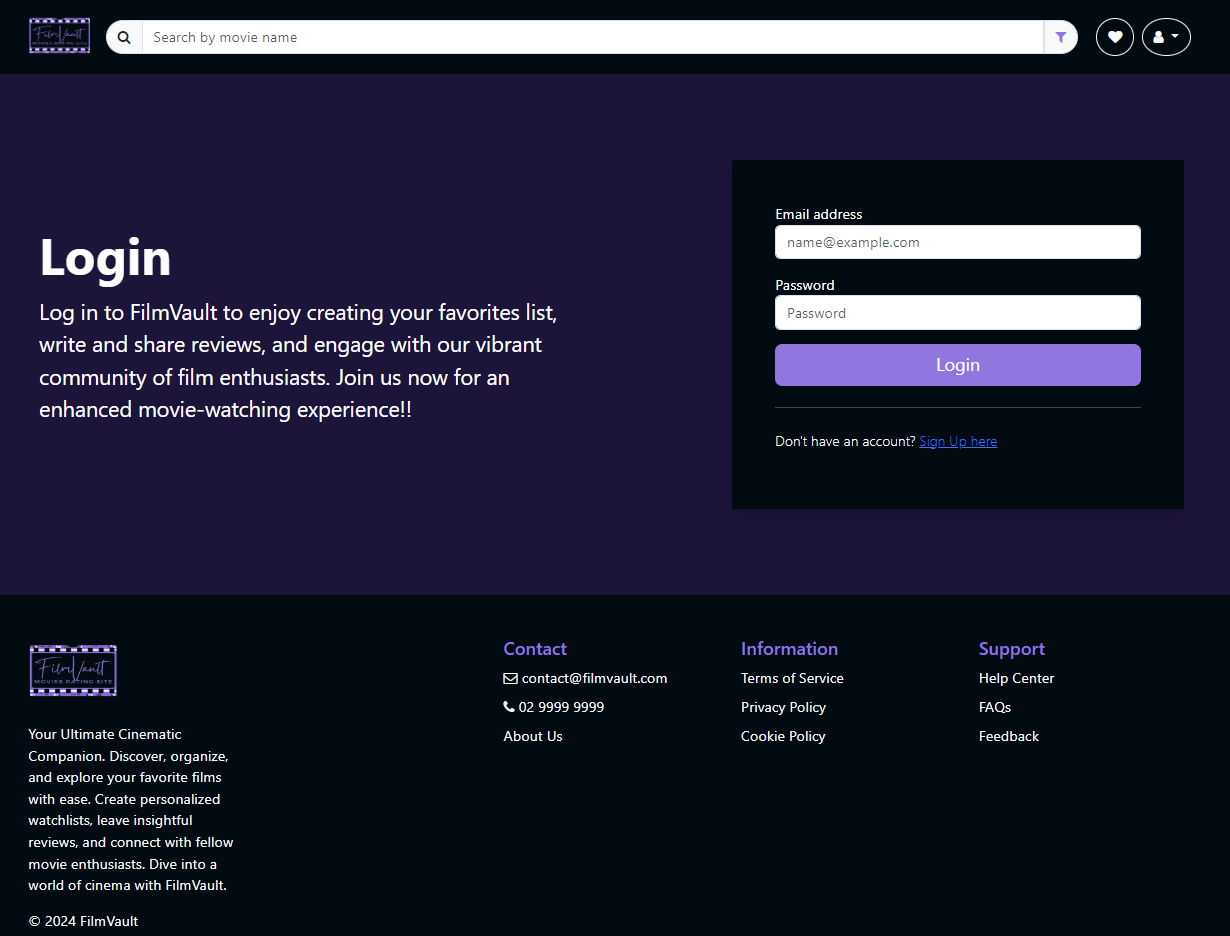 FilmVault
Search by movie name
Login
Log in to FilmVault to enjoy creating your favorites list,
write and share reviews, and engage with our vibrant
community of film enthusiasts. Join us now for an
enhanced movie-watching experience!!
Email address
name@example.com
Password
Password
Login
Don't have an account? Sign Up here
FilmVault
MOVIES RATING SITE
Your Ultimate Cinematic
Companion. Discover, organize,
and explore your favorite films
with ease. Create personalized
watchlists, leave insightful
reviews, and connect with fellow
movie enthusiasts. Dive into a
world of cinema with FilmVault.
© 2024 FilmVault
Contact
contact@filmvault.com
02 9999 9999
About Us
Information
Terms of Service
Privacy Policy
Cookie Policy
Support
Help Center
FAQs
Feedback